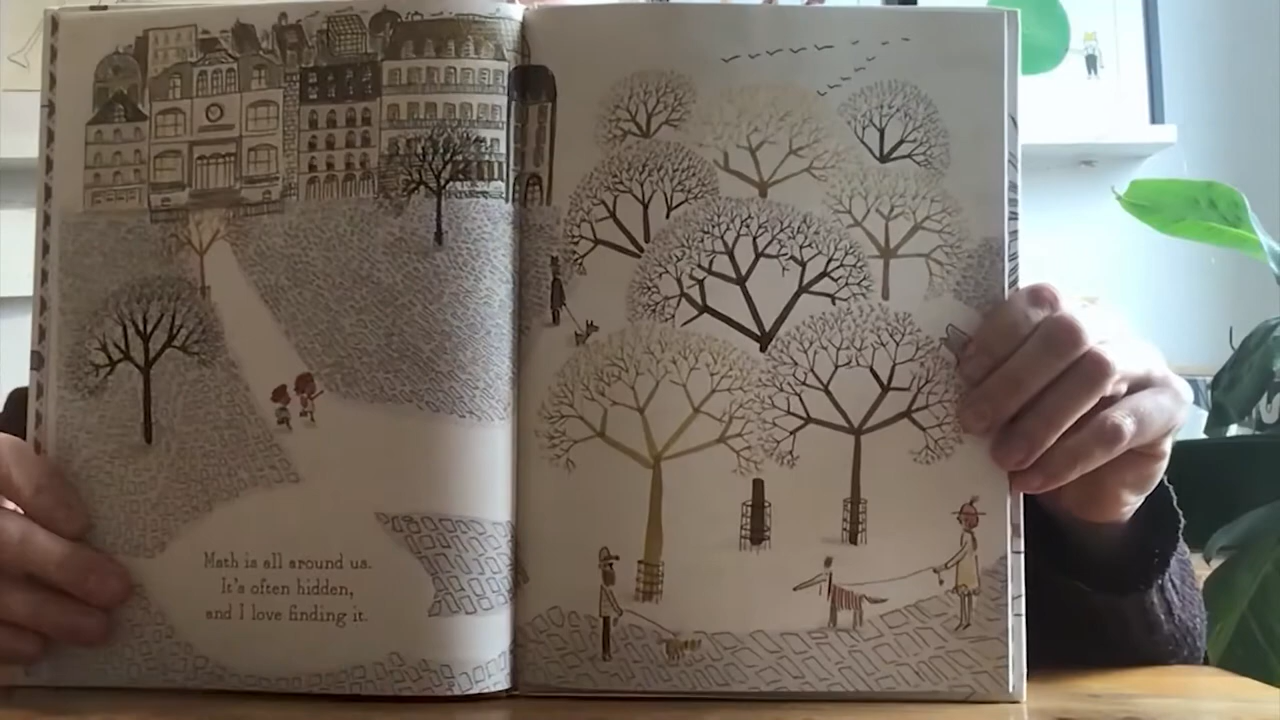 Math is all around us.
It's often hidden,
and I love finding it.